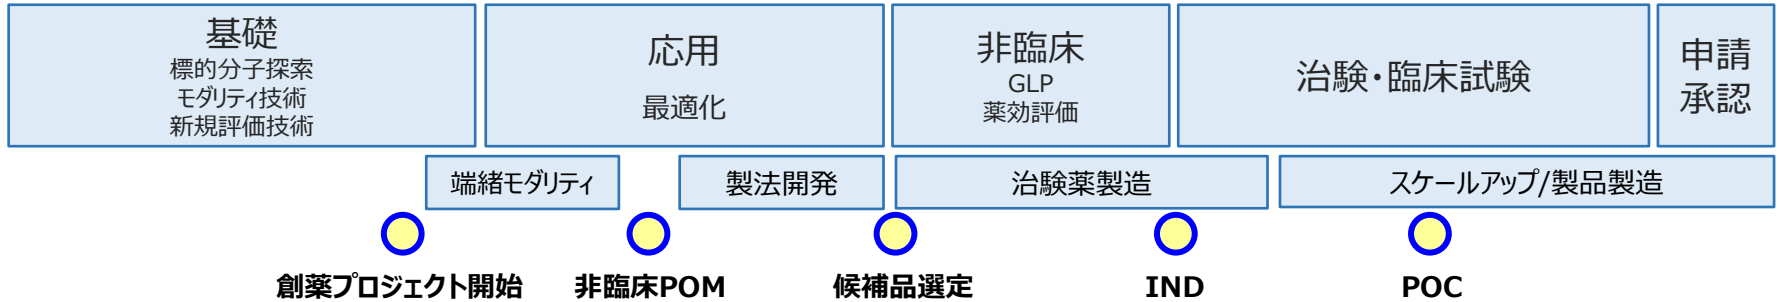 基礎
標的分子探索
モダリティ技術
新規評価技術
応用
最適化
非臨床
GLP
薬効評価
治験・臨床試験
申請
承認
端緒モダリティ
製法開発
治験薬製造
スケールアップ/製品製造
創薬プロジェクト開始
非臨床POM
候補品選定
IND
POC